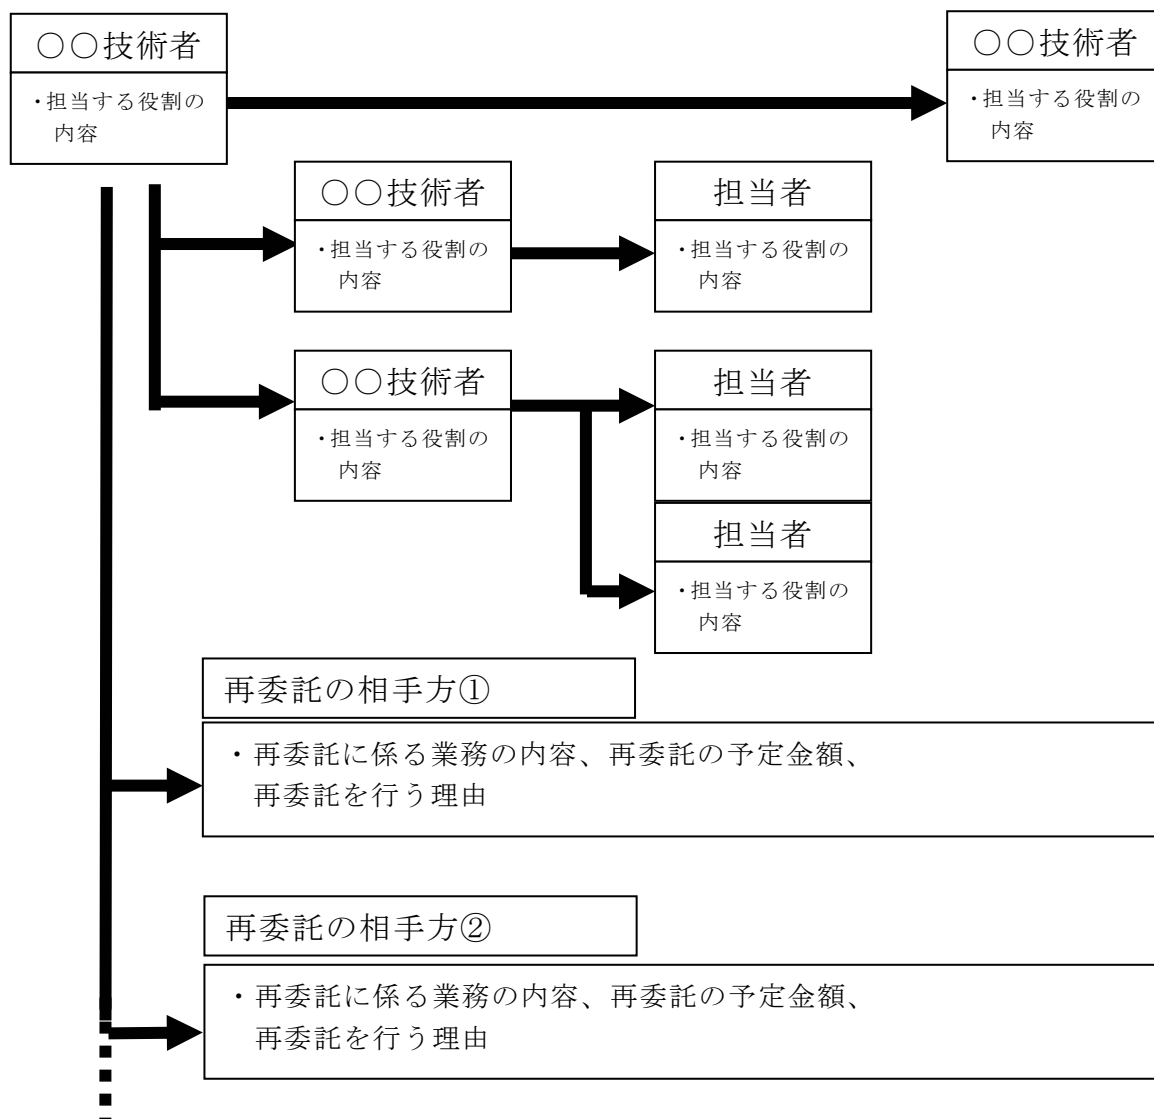 ○○技術者
・担当する役割の
内容
○○技術者
・担当する役割の
内容
○○技術者
・担当する役割の
内容
担当者
・担当する役割の
内容
○○技術者
・担当する役割の
内容
担当者
・担当する役割の
内容
担当者
・担当する役割の
内容
再委託の相手方①
・再委託に係る業務の内容、再委託の予定金額、
再委託を行う理由
再委託の相手方②
・再委託に係る業務の内容、再委託の予定金額、
再委託を行う理由